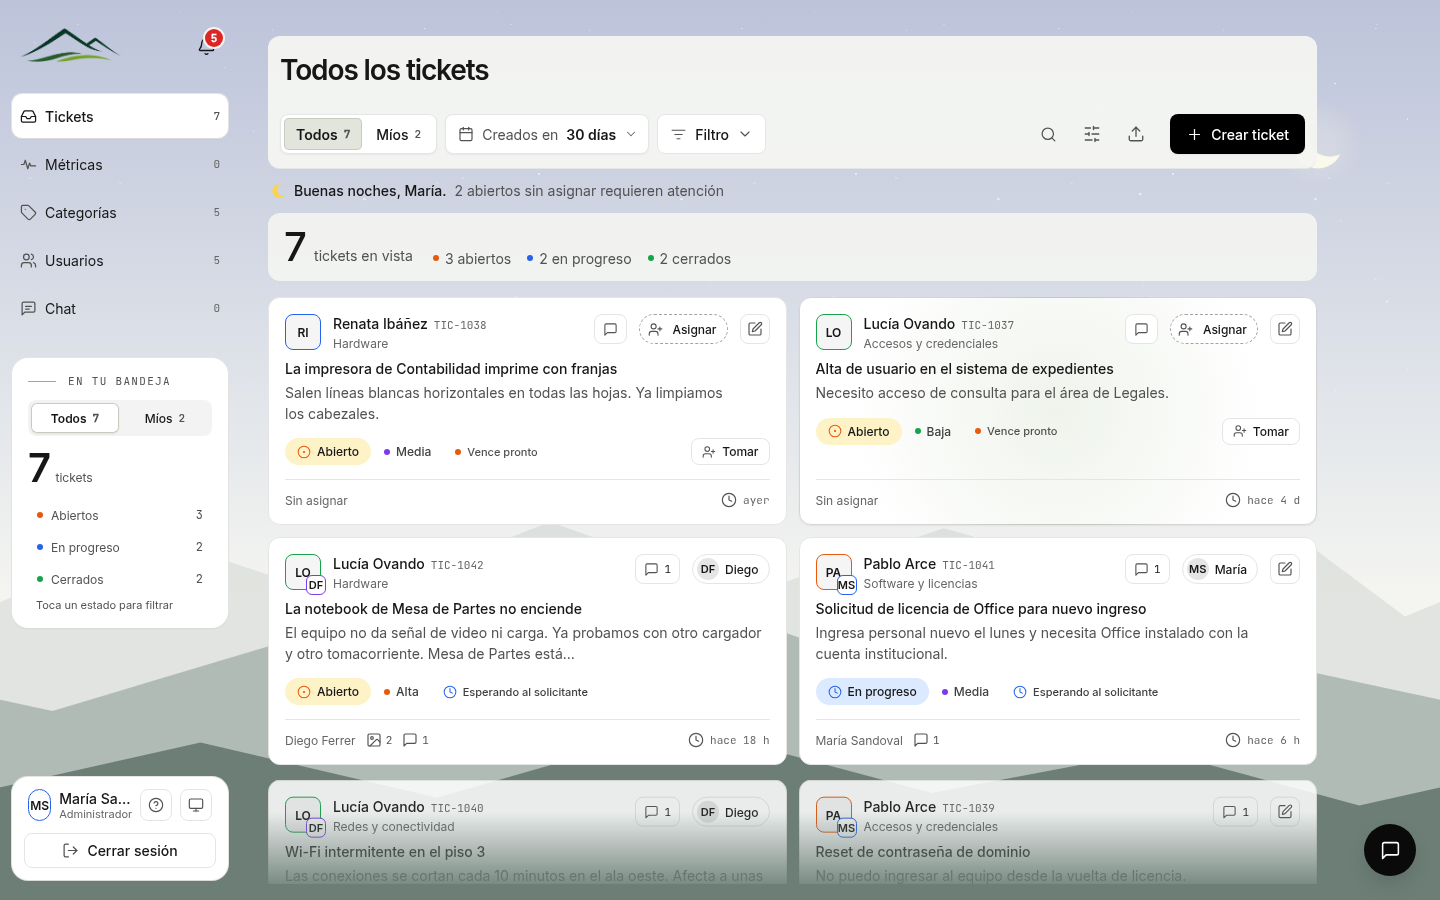 5
Tickets 7
Métricas 0
Categorías 5
Usuarios 5
Chat 0
EN TU BANDEJA
Todos 7 Míos 2
7 tickets
Abiertos 3
En progreso 2
Cerrados 2
Toca un estado para filtrar
MS María Sa...
Administrador
Cerrar sesión
Todos los tickets
Todos 7 Míos 2 Creados en 30 días Filtro Crear ticket
Buenas noches, María. 2 abiertos sin asignar requieren atención
7 tickets en vista 3 abiertos 2 en progreso 2 cerrados
RI Renata Ibáñez TIC-1038 Asignar
Hardware
La impresora de Contabilidad imprime con franjas
Salen líneas blancas horizontales en todas las hojas. Ya limpiamos
los cabezales.
Abierto Media Vence pronto Tomar
Sin asignar ayer
LO Lucía Ovando TIC-1037 Asignar
Accesos y credenciales
Alta de usuario en el sistema de expedientes
Necesito acceso de consulta para el área de Legales.
Abierto Baja Vence pronto Tomar
Sin asignar hace 4 d
LO DF Lucía Ovando TIC-1042 1 DF Diego
Hardware
La notebook de Mesa de Partes no enciende
El equipo no da señal de video ni carga. Ya probamos con otro cargador
y otro tomacorriente. Mesa de Partes está...
Abierto Alta Esperando al solicitante
Diego Ferrer 2 1 hace 18 h
PA MS Pablo Arce TIC-1041 1 MS María
Software y licencias
Solicitud de licencia de Office para nuevo ingreso
Ingresa personal nuevo el lunes y necesita Office instalado con la
cuenta institucional.
En progreso Media Esperando al solicitante
María Sandoval 1 hace 6 h
LO DF Lucía Ovando TIC-1040 1 DF Diego
Redes y conectividad
Wi-Fi intermitente en el piso 3
Las conexiones se cortan cada 10 minutos en el ala oeste. Afecta a unas
PA MS Pablo Arce TIC-1039 1
Accesos y credenciales
Reset de contraseña de dominio
No puedo ingresar al equipo desde la vuelta de licencia.